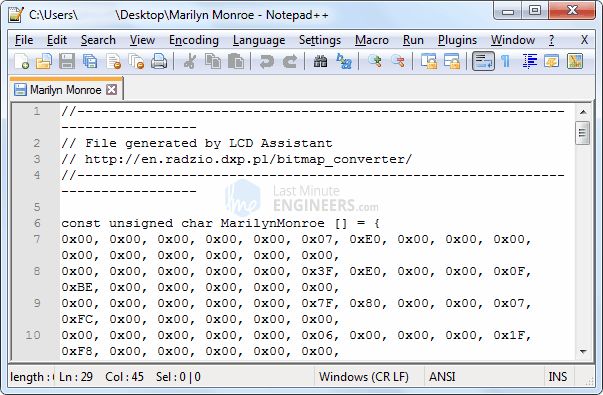 C:\Users\ \Desktop\Marilyn Monroe - Notepad++
File Edit Search View Encoding Language Settings Macro Run Plugins Window ? X
Marilyn Monroe
1 //-------------------------------------------------------
-----------------
2 // File generated by LCD Assistant
3 // http://en.radzio.dxp.pl/bitmap_converter/
4 //-------------------------------------------------------
-----------------
Last Minute
ENGINEERS.com
5
6 const unsigned char MarilynMonroe [] = {
7 0x00, 0x00, 0x00, 0x00, 0x00, 0x07, 0xE0, 0x00, 0x00, 0x00,
0x00, 0x00, 0x00, 0x00, 0x00, 0x00,
8 0x00, 0x00, 0x00, 0x00, 0x00, 0x3F, 0xE0, 0x00, 0x00, 0x0F,
0xBE, 0x00, 0x00, 0x00, 0x00, 0x00,
9 0x00, 0x00, 0x00, 0x00, 0x00, 0x7F, 0x80, 0x00, 0x00, 0x07,
0xFC, 0x00, 0x00, 0x00, 0x00, 0x00,
10 0x00, 0x00, 0x00, 0x00, 0x00, 0x06, 0x00, 0x00, 0x00, 0x1F,
0xF8, 0x00, 0x00, 0x00, 0x00, 0x00,
length : Ln : 29 Col : 45 Sel : 0 | 0 Windows (CR LF) ANSI INS